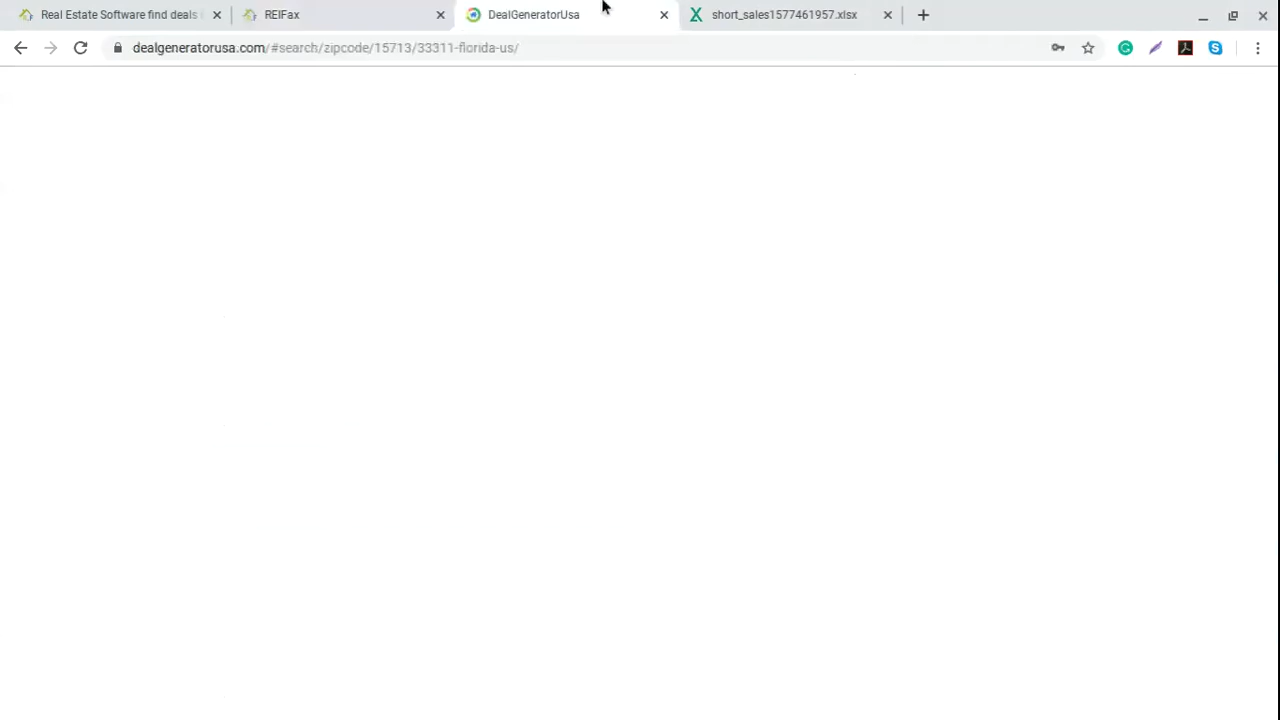 Real Estate Software find deals
REIFax
DealGeneratorUsa
short_sales1577461957.xlsx
dealgeneratorusa.com/#search/zipcode/15713/33311-florida-us/